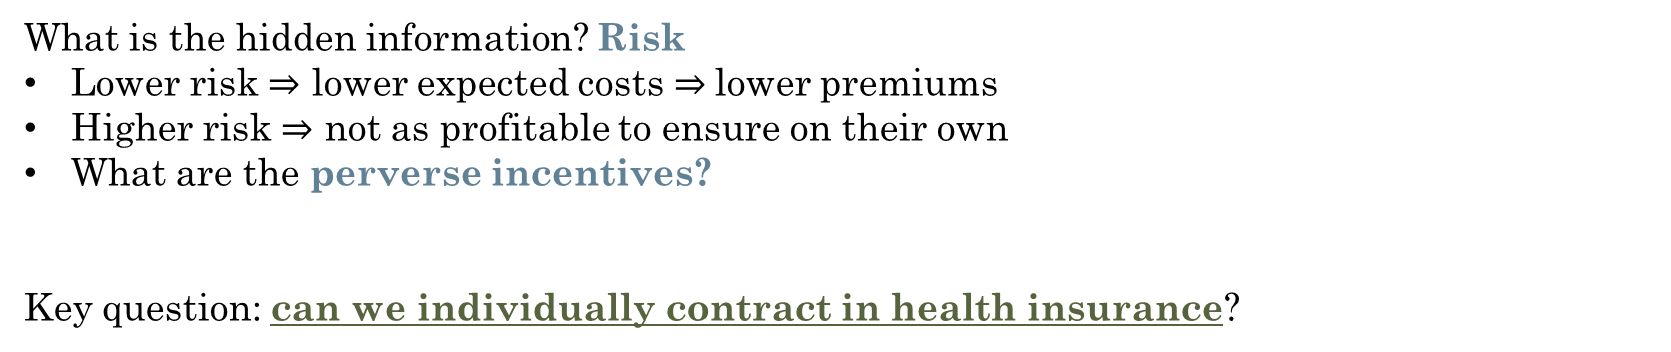 What is the hidden information? Risk
• Lower risk ⇒ lower expected costs ⇒ lower premiums
• Higher risk ⇒ not as profitable to ensure on their own
• What are the perverse incentives?
Key question: can we individually contract in health insurance?